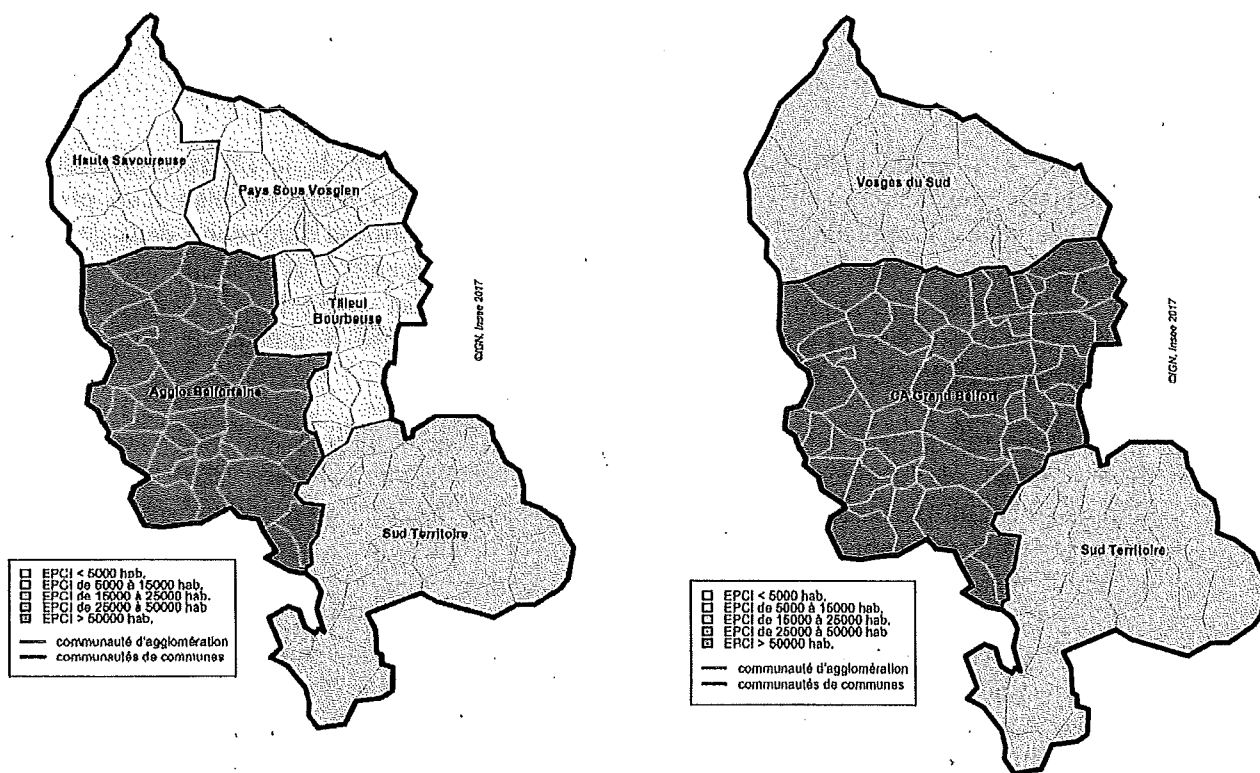 Haute Savoureuse
Pays Sous Vosgien
Tilleul
Bourbeuse
Agglo. Belfortaine
Sud Territoire
©IGN, Insee 2017
EPCI < 5000 hab.
EPCI de 5000 à 15000 hab.
EPCI de 15000 à 25000 hab.
EPCI de 25000 à 50000 hab
EPCI > 50000 hab.
communauté d'agglomération
communautés de communes
Vosges du Sud
CA Grand Belfort
Sud Territoire
©IGN, Insee 2017
EPCI < 5000 hab.
EPCI de 5000 à 15000 hab.
EPCI de 15000 à 25000 hab.
EPCI de 25000 à 50000 hab
EPCI > 50000 hab.
communauté d'agglomération
communautés de communes